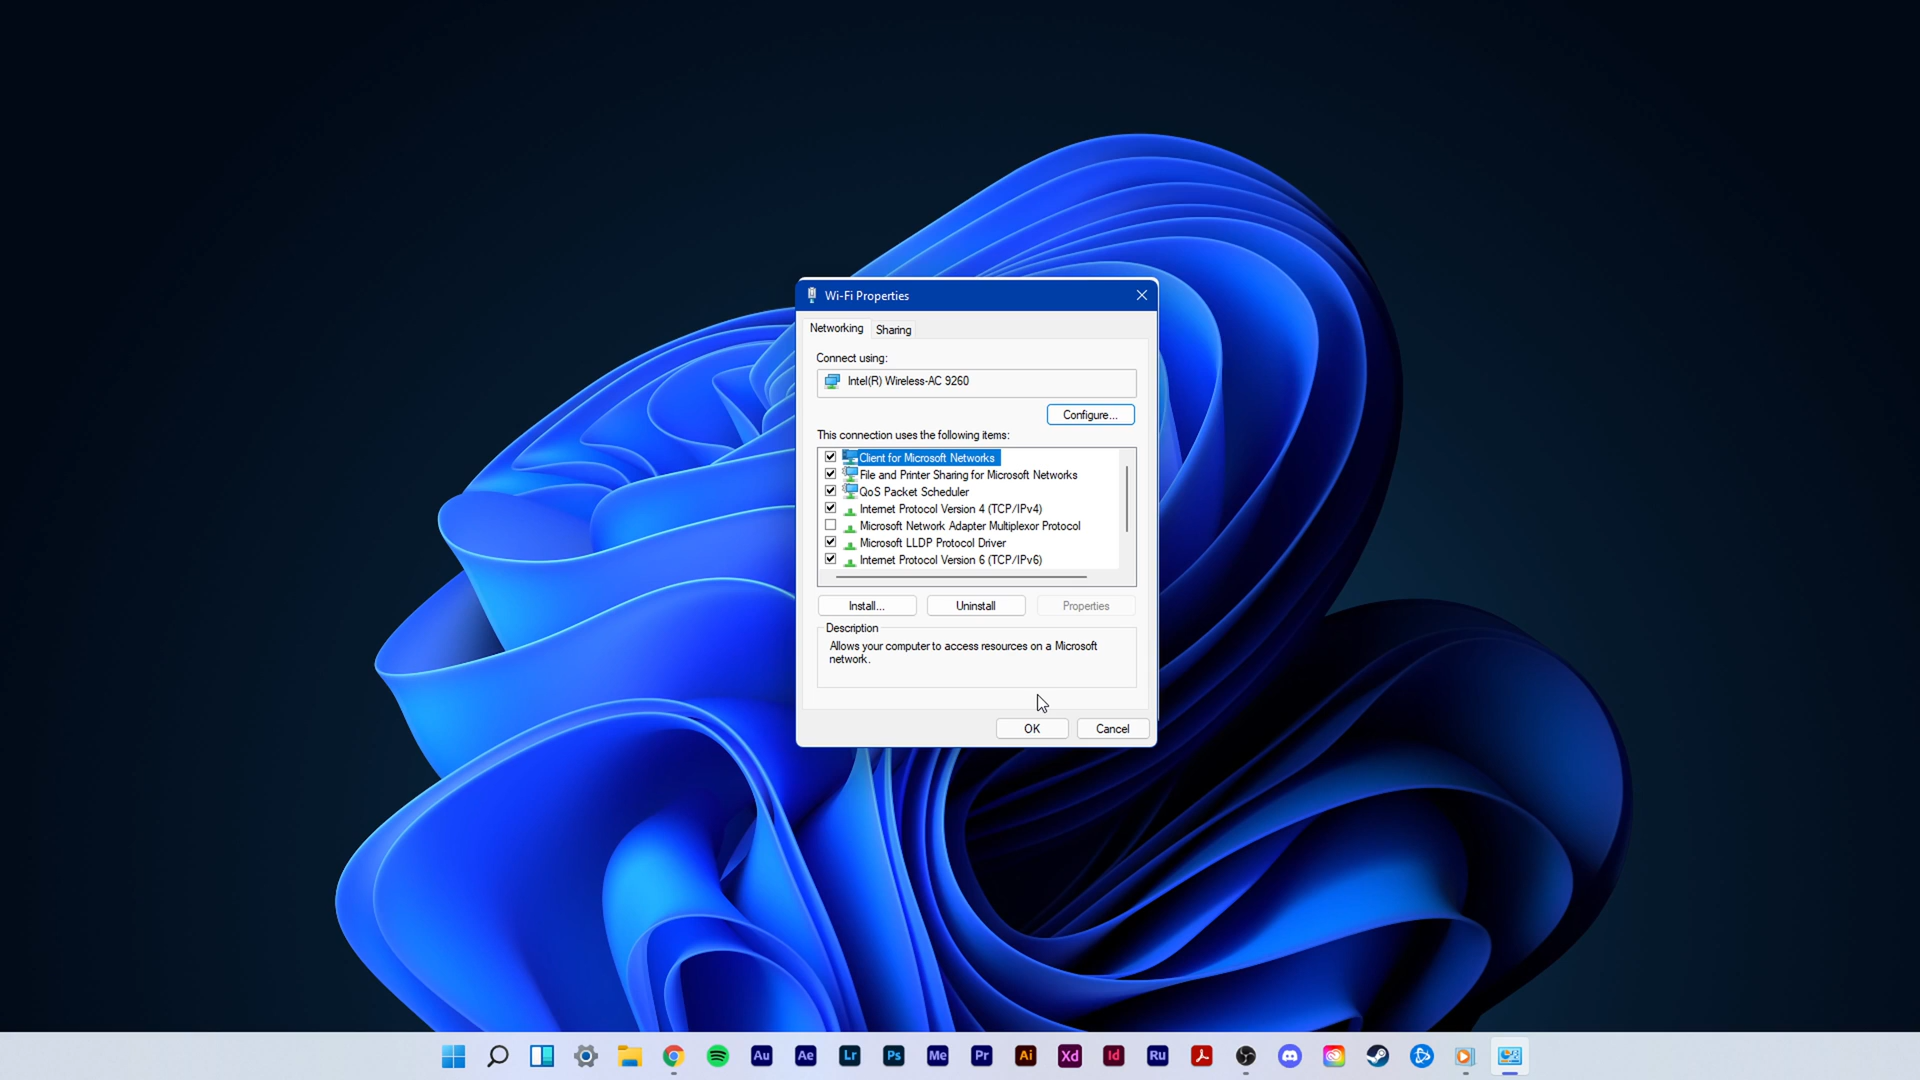 Wi-Fi Properties
Networking
Sharing
Connect using:
Intel(R) Wireless-AC 9260
Configure...
This connection uses the following items:
Client for Microsoft Networks
File and Printer Sharing for Microsoft Networks
QoS Packet Scheduler
Internet Protocol Version 4 (TCP/IPv4)
Microsoft Network Adapter Multiplexor Protocol
Microsoft LLDP Protocol Driver
Internet Protocol Version 6 (TCP/IPv6)
Install...
Uninstall
Properties
Description
Allows your computer to access resources on a Microsoft
network.
OK
Cancel
Au Ae Lr Ps Me Pr Ai Xd Id Ru